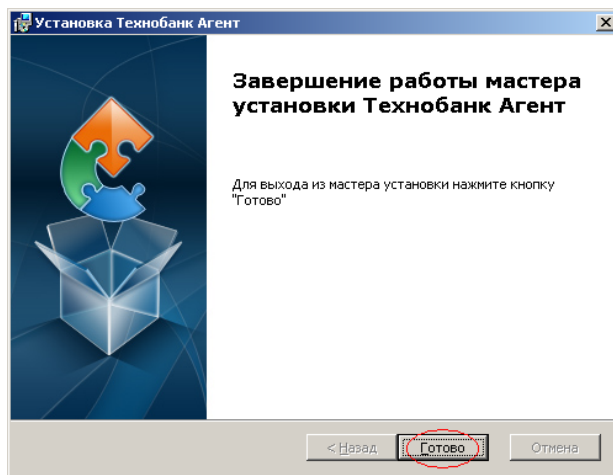 Установка Технобанк Агент
Завершение работы мастера
установки Технобанк Агент
Для выхода из мастера установки нажмите кнопку
"Готово"
< Назад
Готово
Отмена